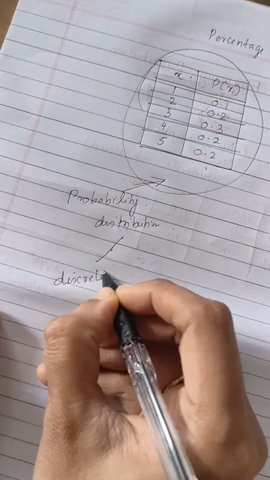 Percentage
x. P(x)
1 0.1
2 0.2
3 0.3
4 0.2
5 0.2
Probability
distribution
discrete